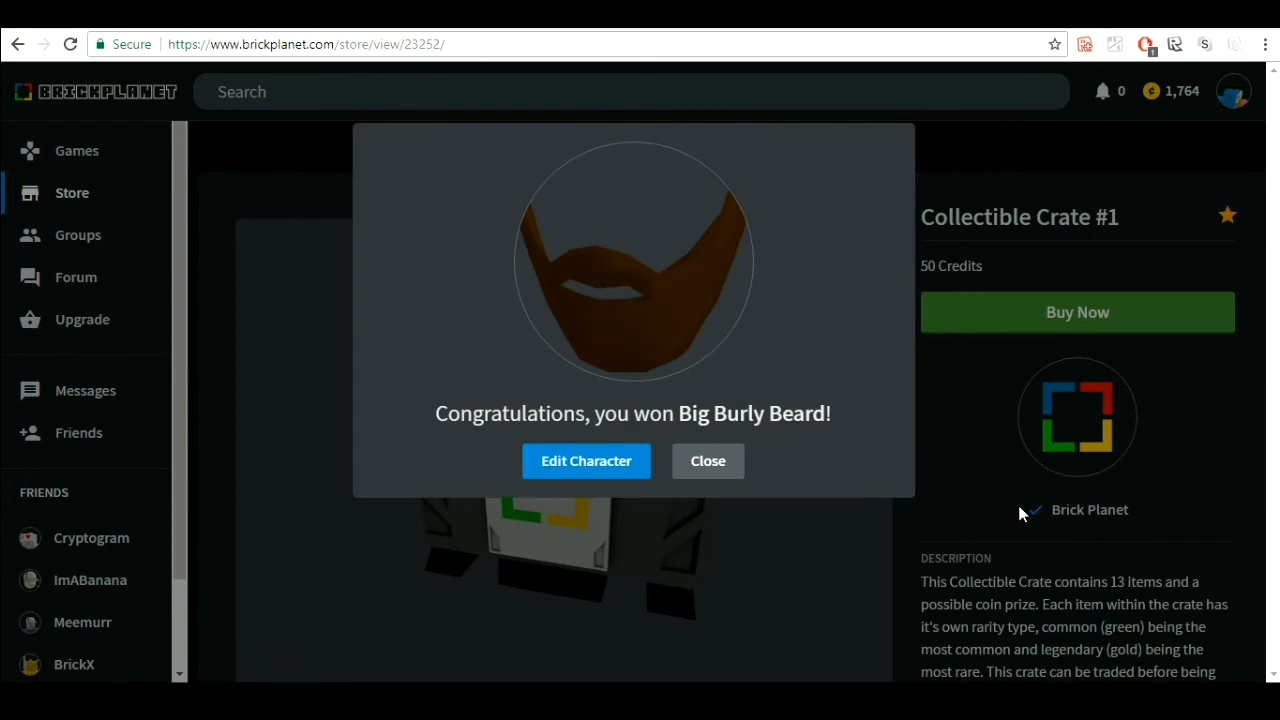 Secure https://www.brickplanet.com/store/view/23252/
1
BRICKPLANET
Search
0
1,764
Games
Store
Groups
Forum
Upgrade
Messages
Friends
FRIENDS
Cryptogram
ImABanana
Meemurr
BrickX
Congratulations, you won Big Burly Beard!
Edit Character
Close
Collectible Crate #1
50 Credits
Buy Now
Brick Planet
DESCRIPTION
This Collectible Crate contains 13 items and a
possible coin prize. Each item within the crate has
it's own rarity type, common (green) being the
most common and legendary (gold) being the
most rare. This crate can be traded before being